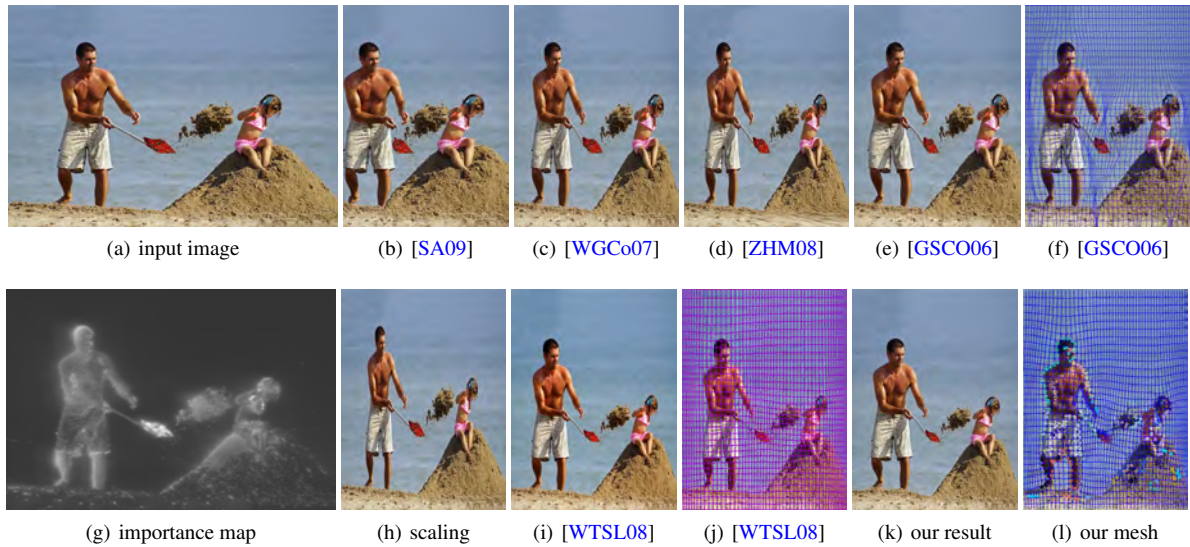 (a) input image
(b) [SA09]
(c) [WGCo07]
(d) [ZHM08]
(e) [GSCO06]
(f) [GSCO06]
(g) importance map
(h) scaling
(i) [WTSL08]
(j) [WTSL08]
(k) our result
(l) our mesh